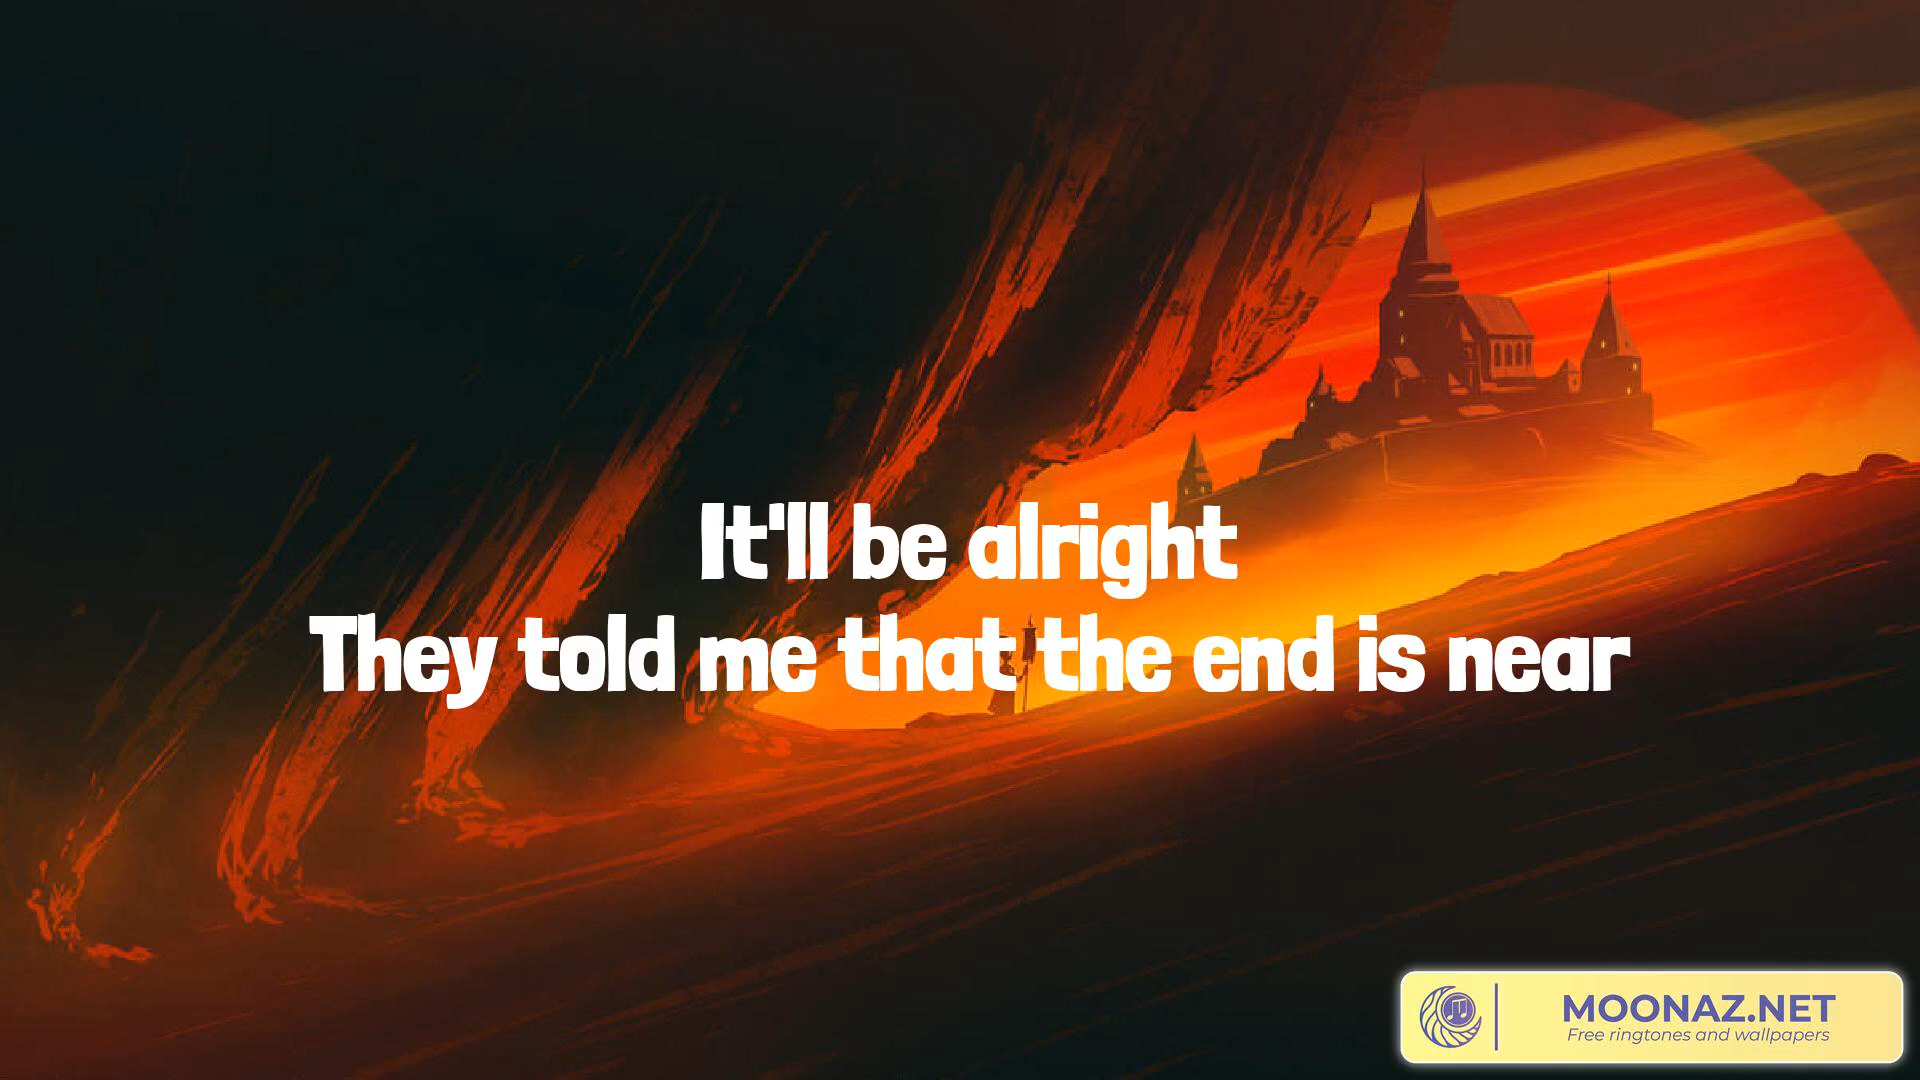 It'll be alright
They told me that the end is near
MOONAZ.NET
Free ringtones and wallpapers